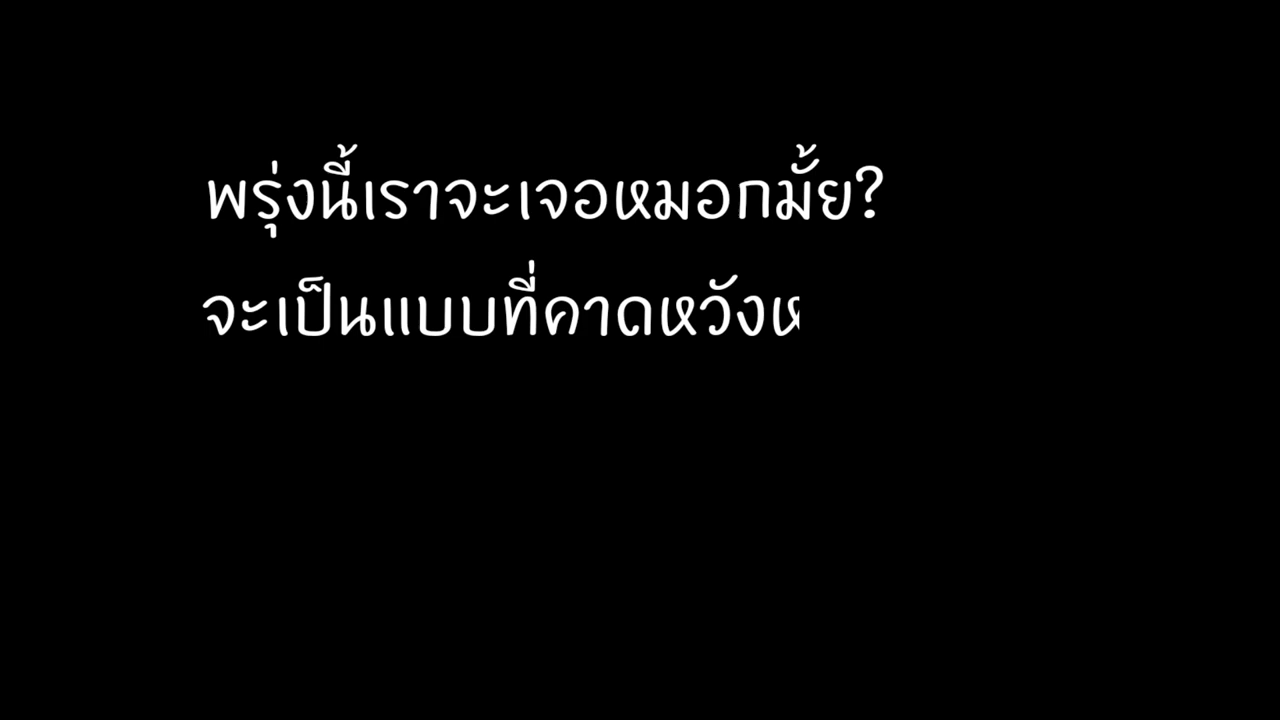 พรุ่งนี้เราจะเจอหมอกมั้ย?
จะเป็นแบบที่คาดหวัง